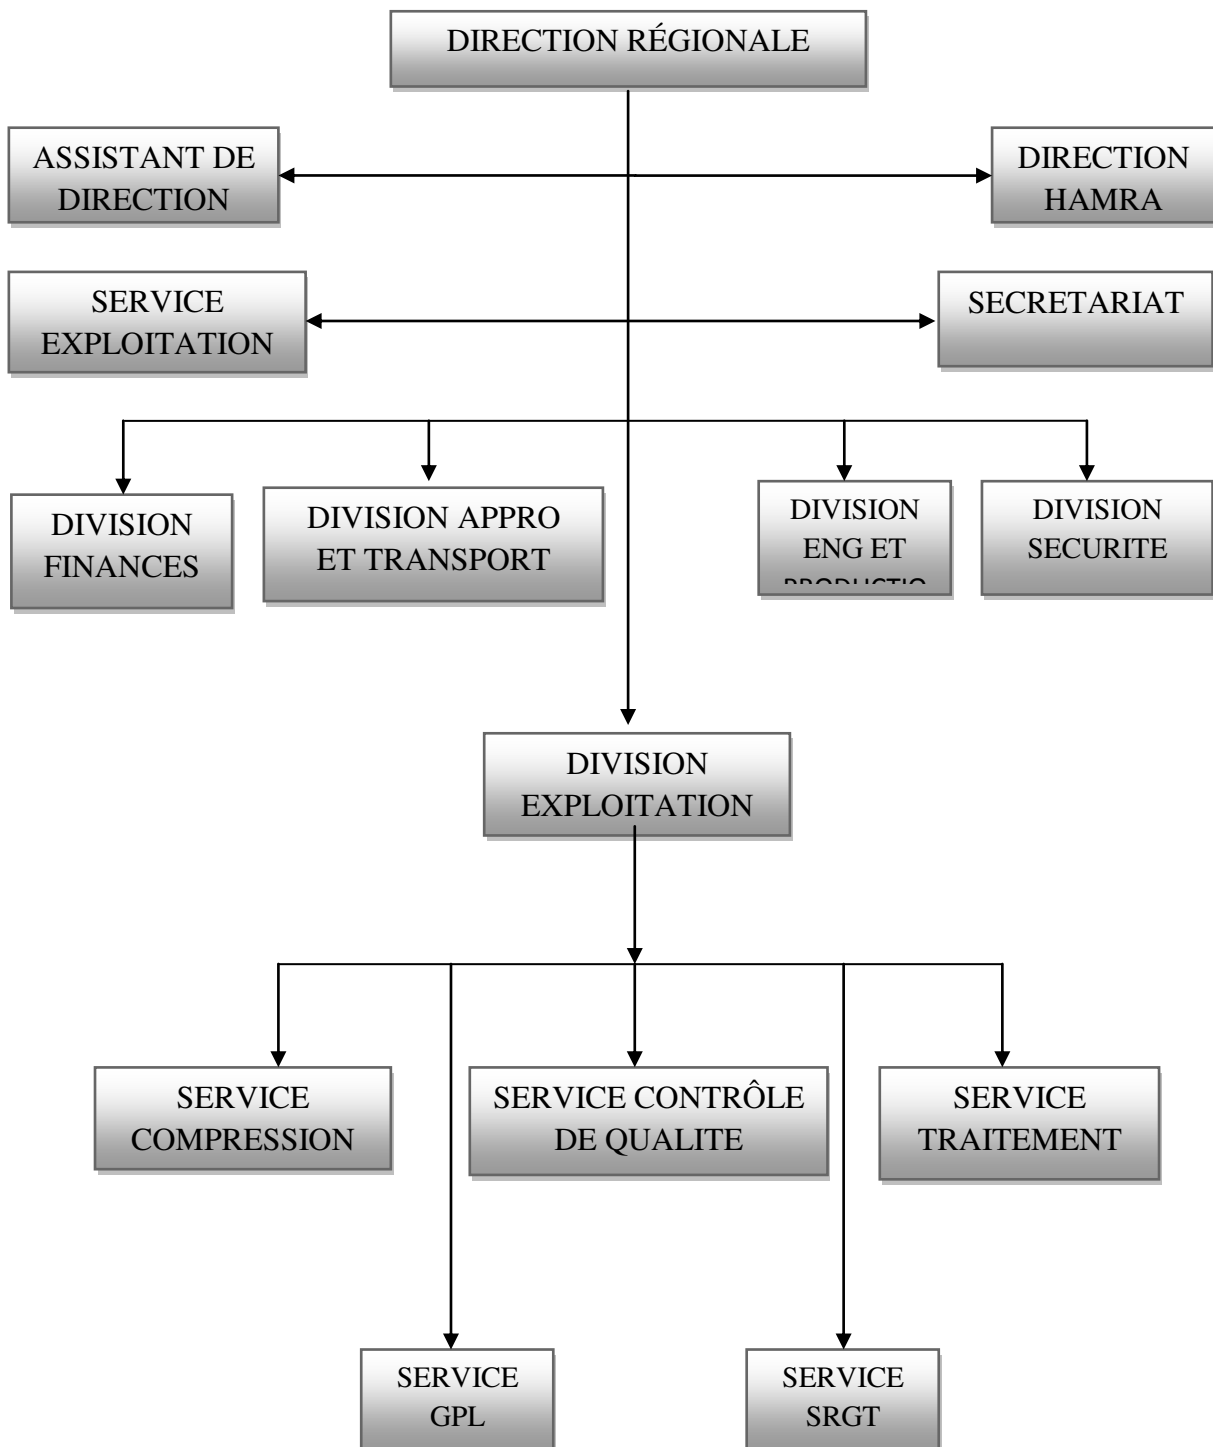 DIRECTION RÉGIONALE
ASSISTANT DE
DIRECTION
DIRECTION
HAMRA
SERVICE
EXPLOITATION
SECRETARIAT
DIVISION
FINANCES
DIVISION APPRO
ET TRANSPORT
DIVISION
ENG ET
PRODUCTIO
DIVISION
SECURITE
DIVISION
EXPLOITATION
SERVICE
COMPRESSION
SERVICE CONTRÔLE
DE QUALITE
SERVICE
TRAITEMENT
SERVICE
GPL
SERVICE
SRGT